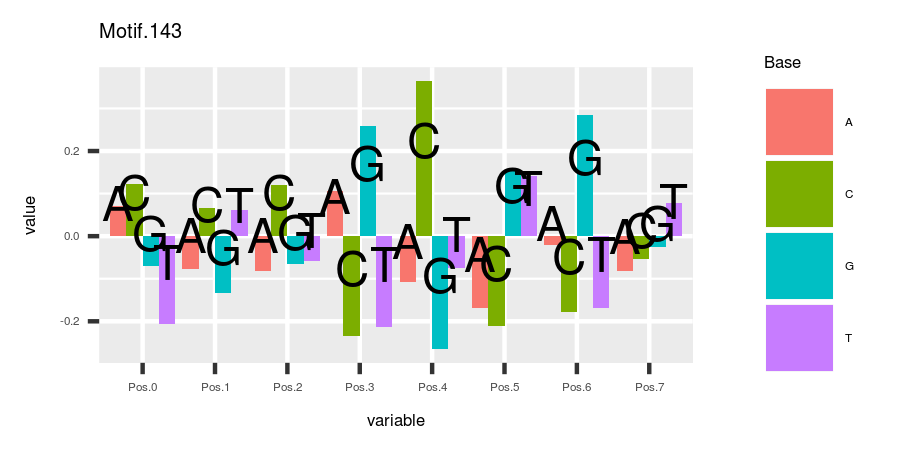 Motif.143
Base
A
C
G
T
value
0.2
0.0
-0.2
A C G T A C G T A C G T A C G T A C G T A C G T A C G T A C G T
Pos.0 Pos.1 Pos.2 Pos.3 Pos.4 Pos.5 Pos.6 Pos.7
variable